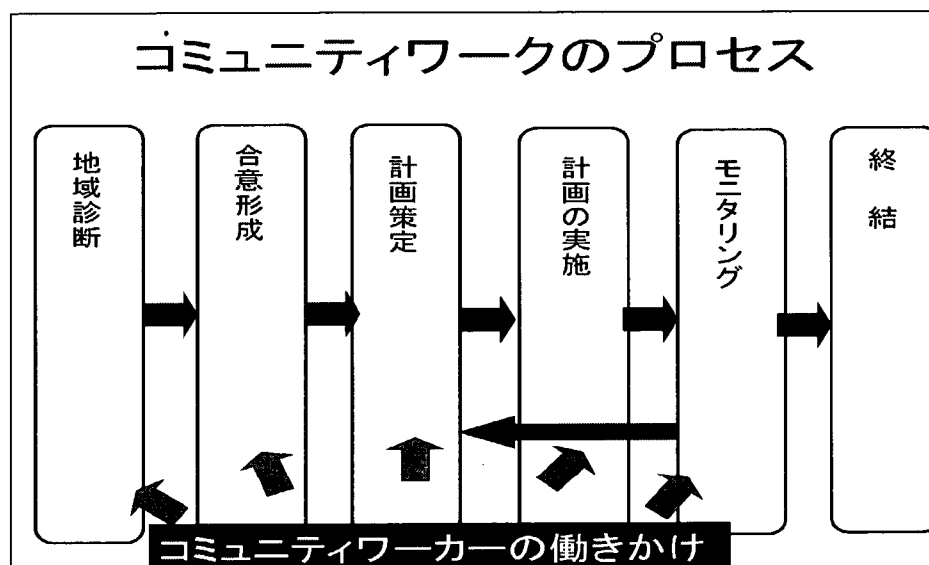 コミュニティワークのプロセス
地域診断
合意形成
計画策定
計画の実施
モニタリング
終結
コミュニティワーカーの働きかけ